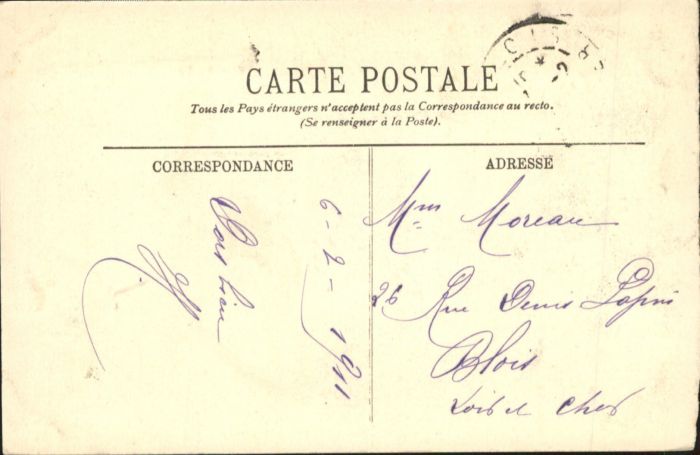 CARTE POSTALE
Tous les Pays étrangers n'acceptent pas la Correspondance au recto.
(Se renseigner à la Poste).
CORRESPONDANCE
6-2-1911
ADRESSE
Mme Moreau
26 Rue Denis Papin
Blois
Loir et Cher